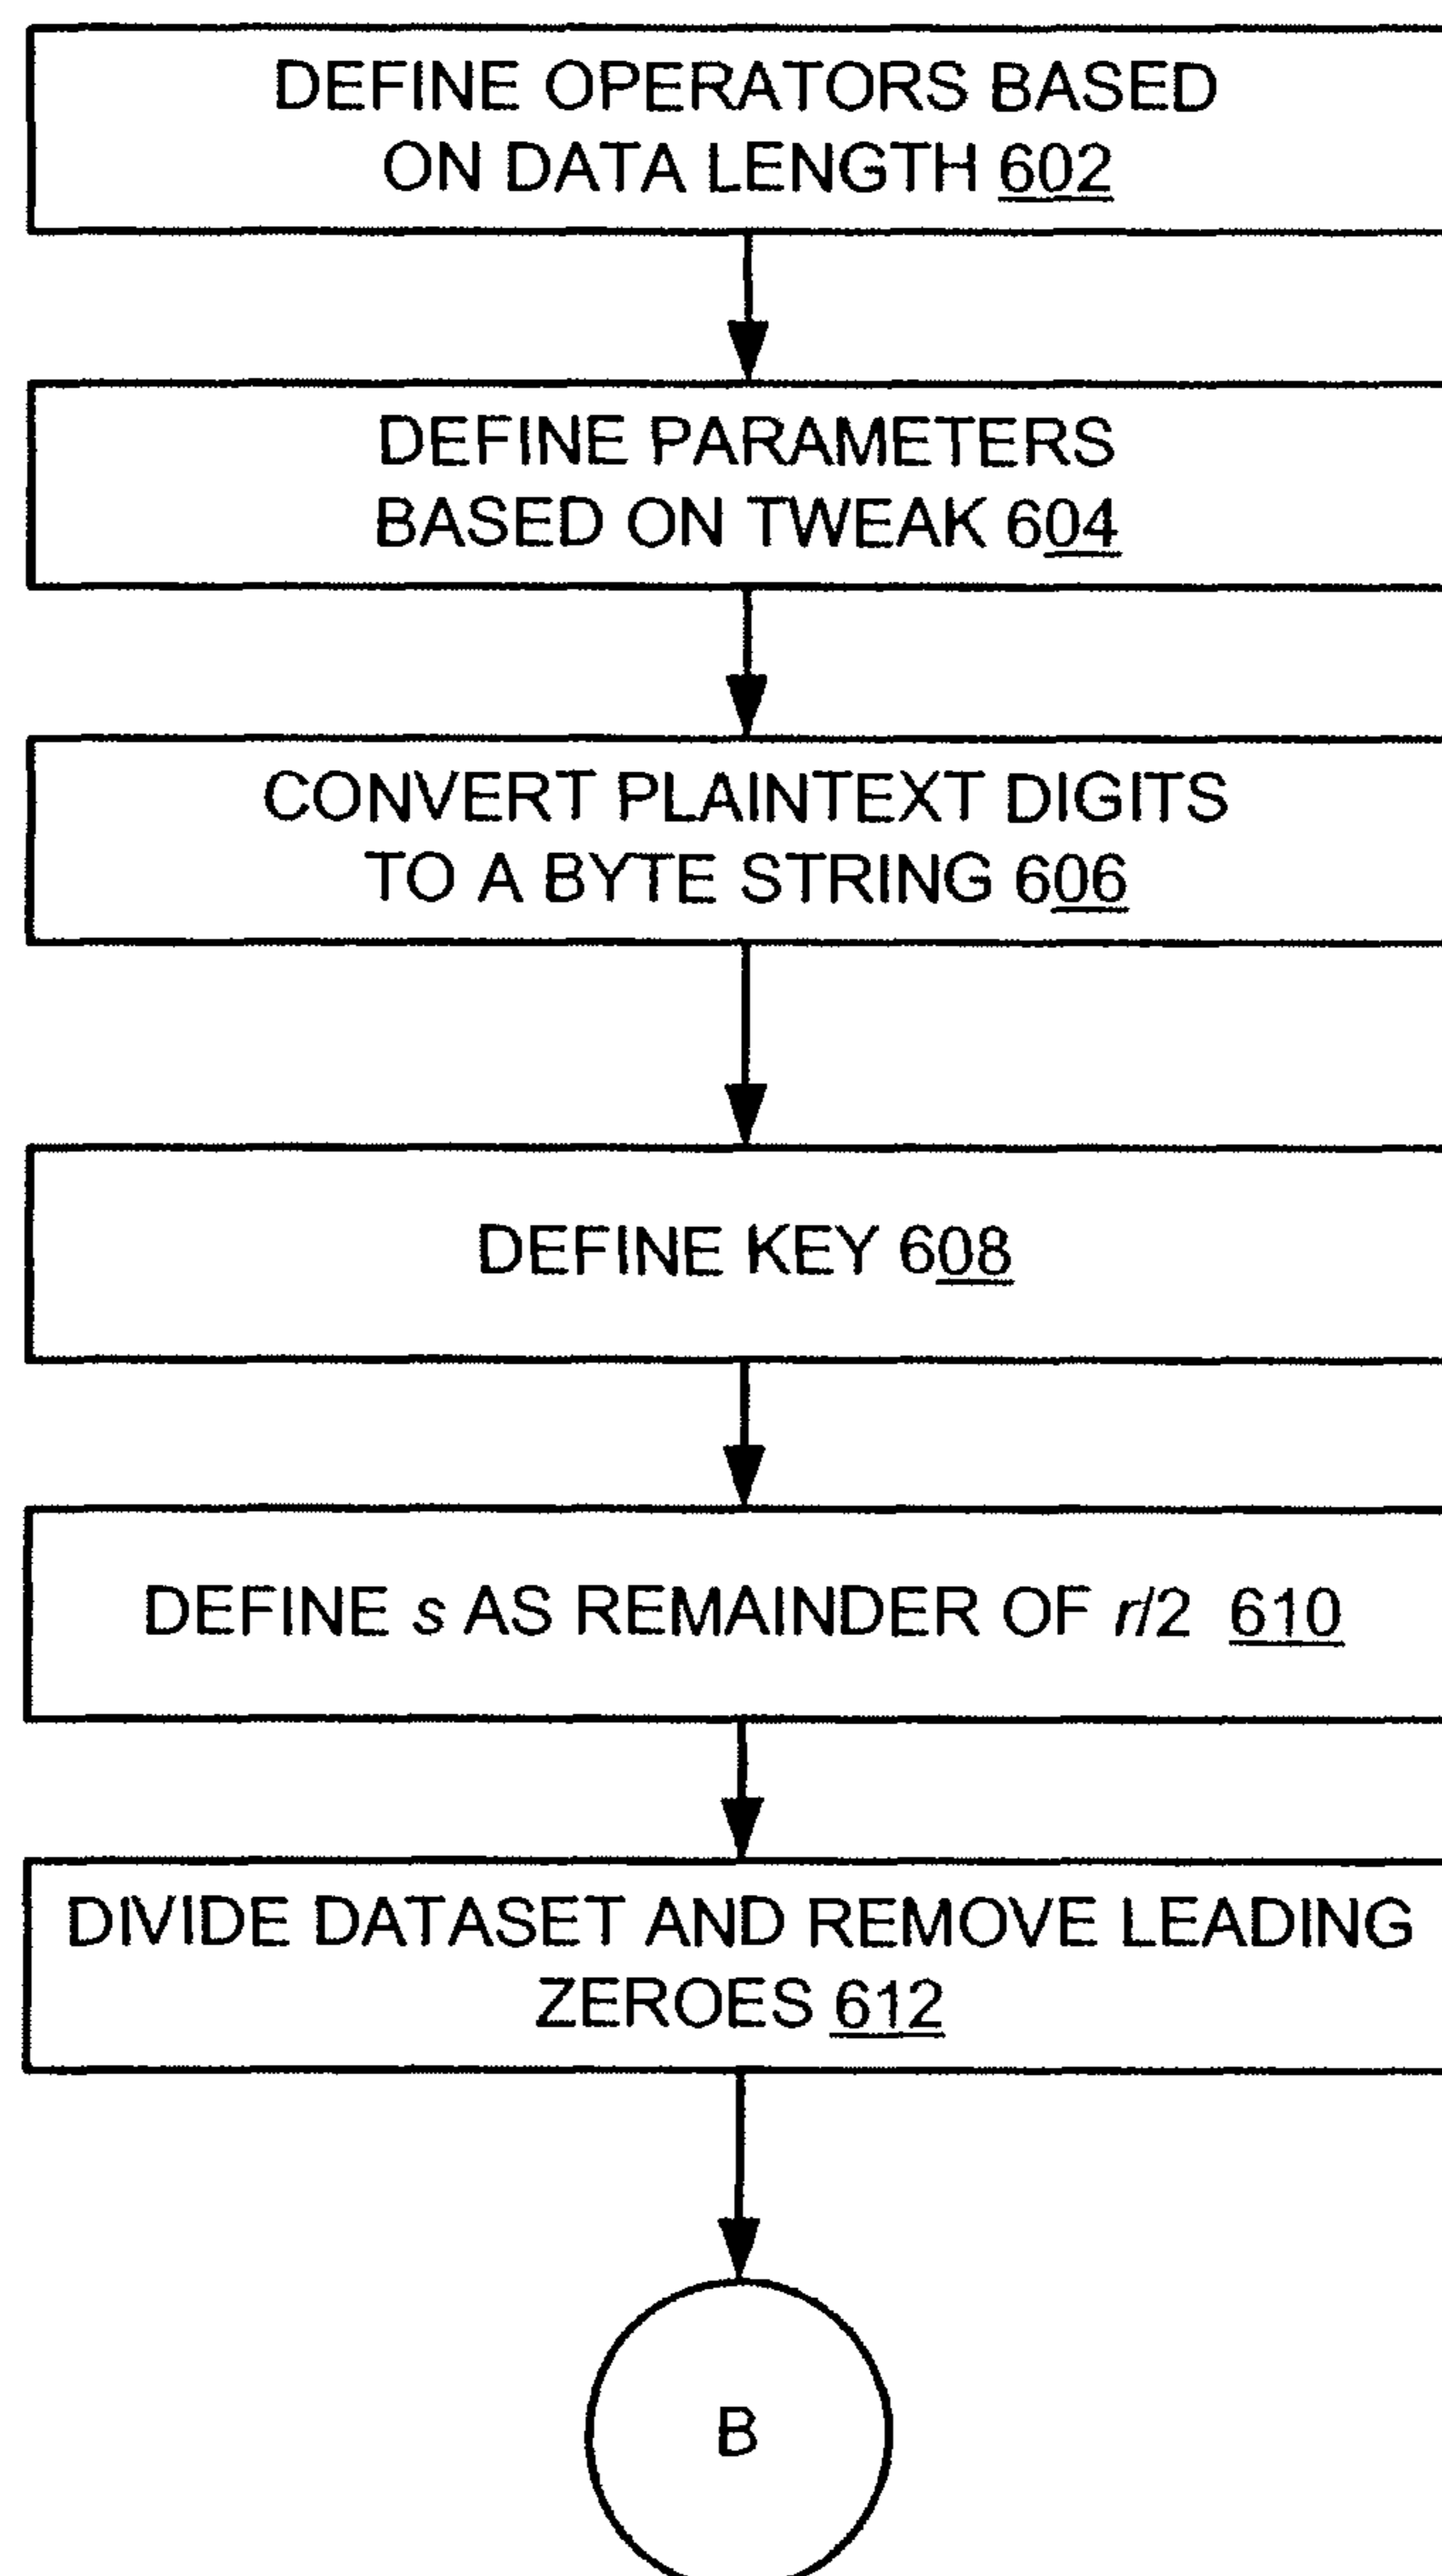 DEFINE OPERATORS BASED
ON DATA LENGTH 602
DEFINE PARAMETERS
BASED ON TWEAK 604
CONVERT PLAINTEXT DIGITS
TO A BYTE STRING 606
DEFINE KEY 608
DEFINE s AS REMAINDER OF r/2 610
DIVIDE DATASET AND REMOVE LEADING
ZEROES 612
B